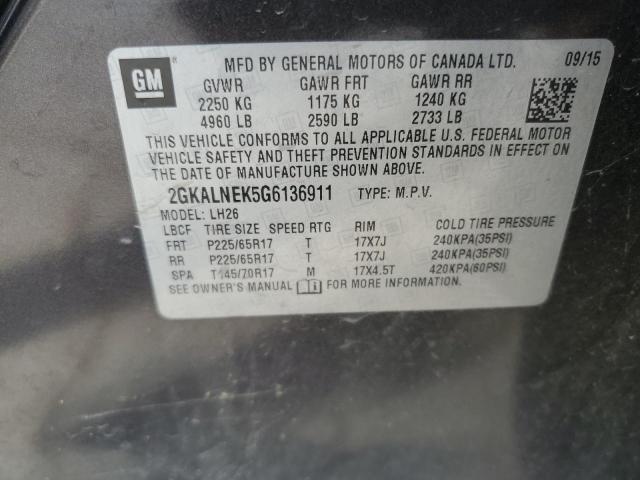 GM
MFD BY GENERAL MOTORS OF CANADA LTD. 09/15
GVWR GAWR FRT GAWR RR
2250 KG 1175 KG 1240 KG
4960 LB 2590 LB 2733 LB
THIS VEHICLE CONFORMS TO ALL APPLICABLE U.S. FEDERAL MOTOR
VEHICLE SAFETY AND THEFT PREVENTION STANDARDS IN EFFECT ON
THE DATE OF MANUFACTURE SHOWN ABOVE.
2GKALNEK5G6136911 TYPE: M.P.V.
MODEL: LH26
LBCF TIRE SIZE SPEED RTG RIM COLD TIRE PRESSURE
FRT P225/65R17 T 17X7J 240KPA(35PSI)
RR P225/65R17 T 17X7J 240KPA(35PSI)
SPA T145/70R17 M 17X4.5T 420KPA(60PSI)
SEE OWNER'S MANUAL FOR MORE INFORMATION.